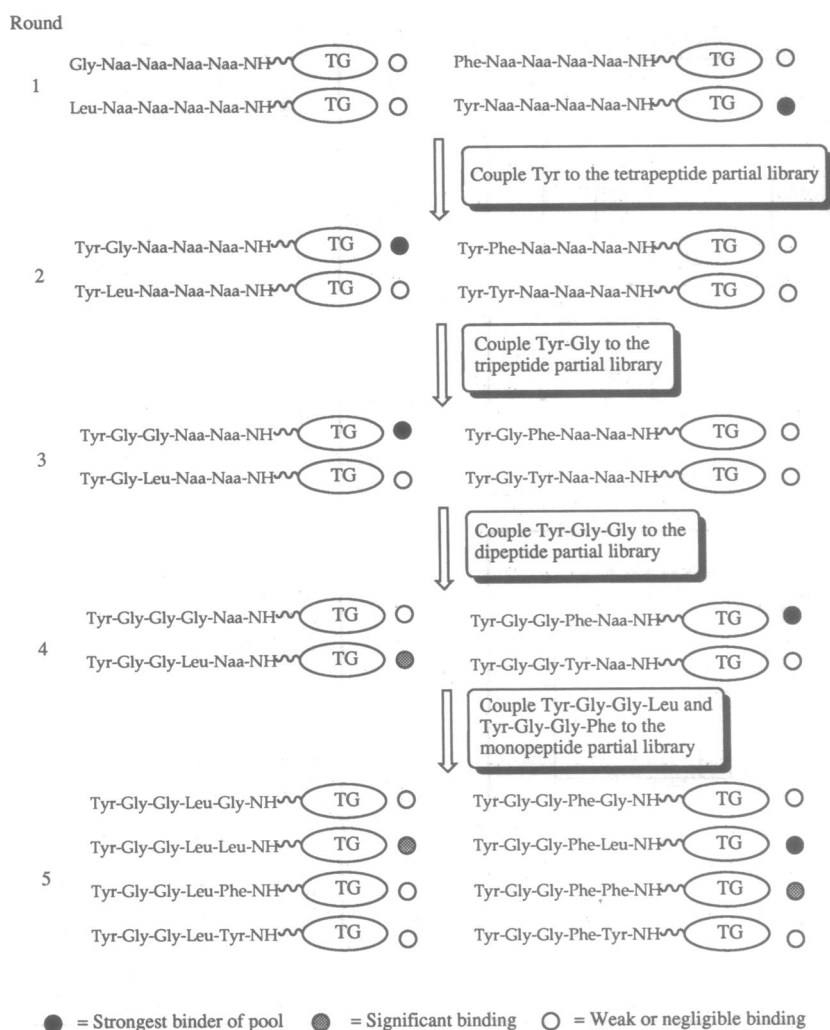 Round
1
Gly-Naa-Naa-Naa-Naa-NH TG
Phe-Naa-Naa-Naa-Naa-NH TG
Leu-Naa-Naa-Naa-Naa-NH TG
Tyr-Naa-Naa-Naa-Naa-NH TG
Couple Tyr to the tetrapeptide partial library
2
Tyr-Gly-Naa-Naa-Naa-NH TG
Tyr-Phe-Naa-Naa-Naa-NH TG
Tyr-Leu-Naa-Naa-Naa-NH TG
Tyr-Tyr-Naa-Naa-Naa-NH TG
Couple Tyr-Gly to the
tripeptide partial library
3
Tyr-Gly-Gly-Naa-Naa-NH TG
Tyr-Gly-Phe-Naa-Naa-NH TG
Tyr-Gly-Leu-Naa-Naa-NH TG
Tyr-Gly-Tyr-Naa-Naa-NH TG
Couple Tyr-Gly-Gly to the
dipeptide partial library
4
Tyr-Gly-Gly-Gly-Naa-NH TG
Tyr-Gly-Gly-Phe-Naa-NH TG
Tyr-Gly-Gly-Leu-Naa-NH TG
Tyr-Gly-Gly-Tyr-Naa-NH TG
Couple Tyr-Gly-Gly-Leu and
Tyr-Gly-Gly-Phe to the
monopeptide partial library
5
Tyr-Gly-Gly-Leu-Gly-NH TG
Tyr-Gly-Gly-Phe-Gly-NH TG
Tyr-Gly-Gly-Leu-Leu-NH TG
Tyr-Gly-Gly-Phe-Leu-NH TG
Tyr-Gly-Gly-Leu-Phe-NH TG
Tyr-Gly-Gly-Phe-Phe-NH TG
Tyr-Gly-Gly-Leu-Tyr-NH TG
Tyr-Gly-Gly-Phe-Tyr-NH TG
= Strongest binder of pool = Significant binding = Weak or negligible binding